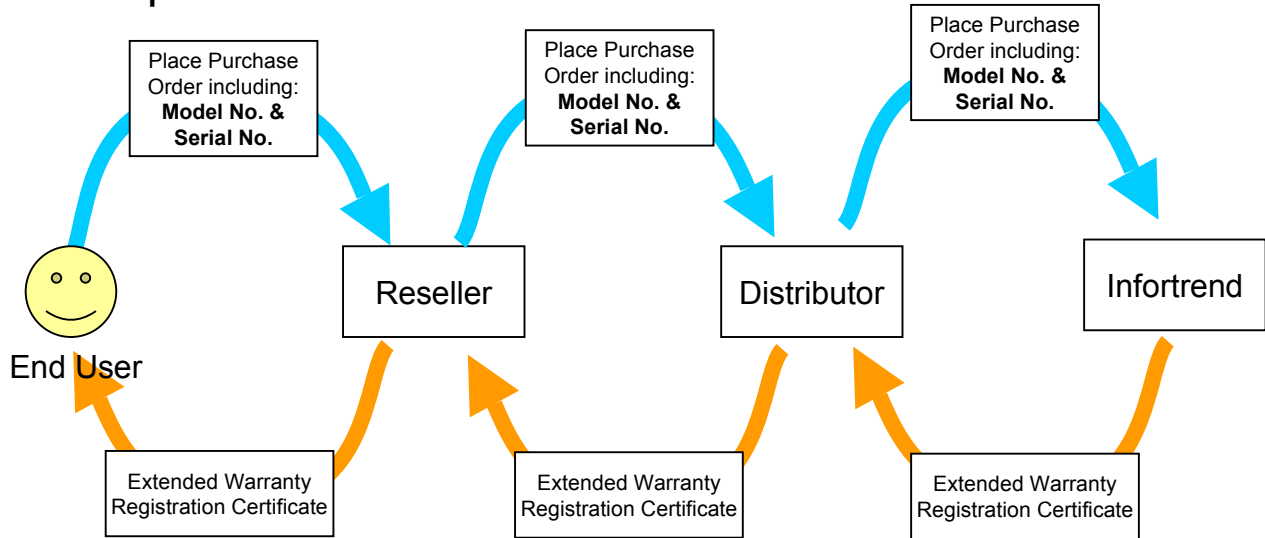 Place Purchase
Order including:
Model No. &
Serial No.
Place Purchase
Order including:
Model No. &
Serial No.
Place Purchase
Order including:
Model No. &
Serial No.
End User
Reseller
Distributor
Infortrend
Extended Warranty
Registration Certificate
Extended Warranty
Registration Certificate
Extended Warranty
Registration Certificate